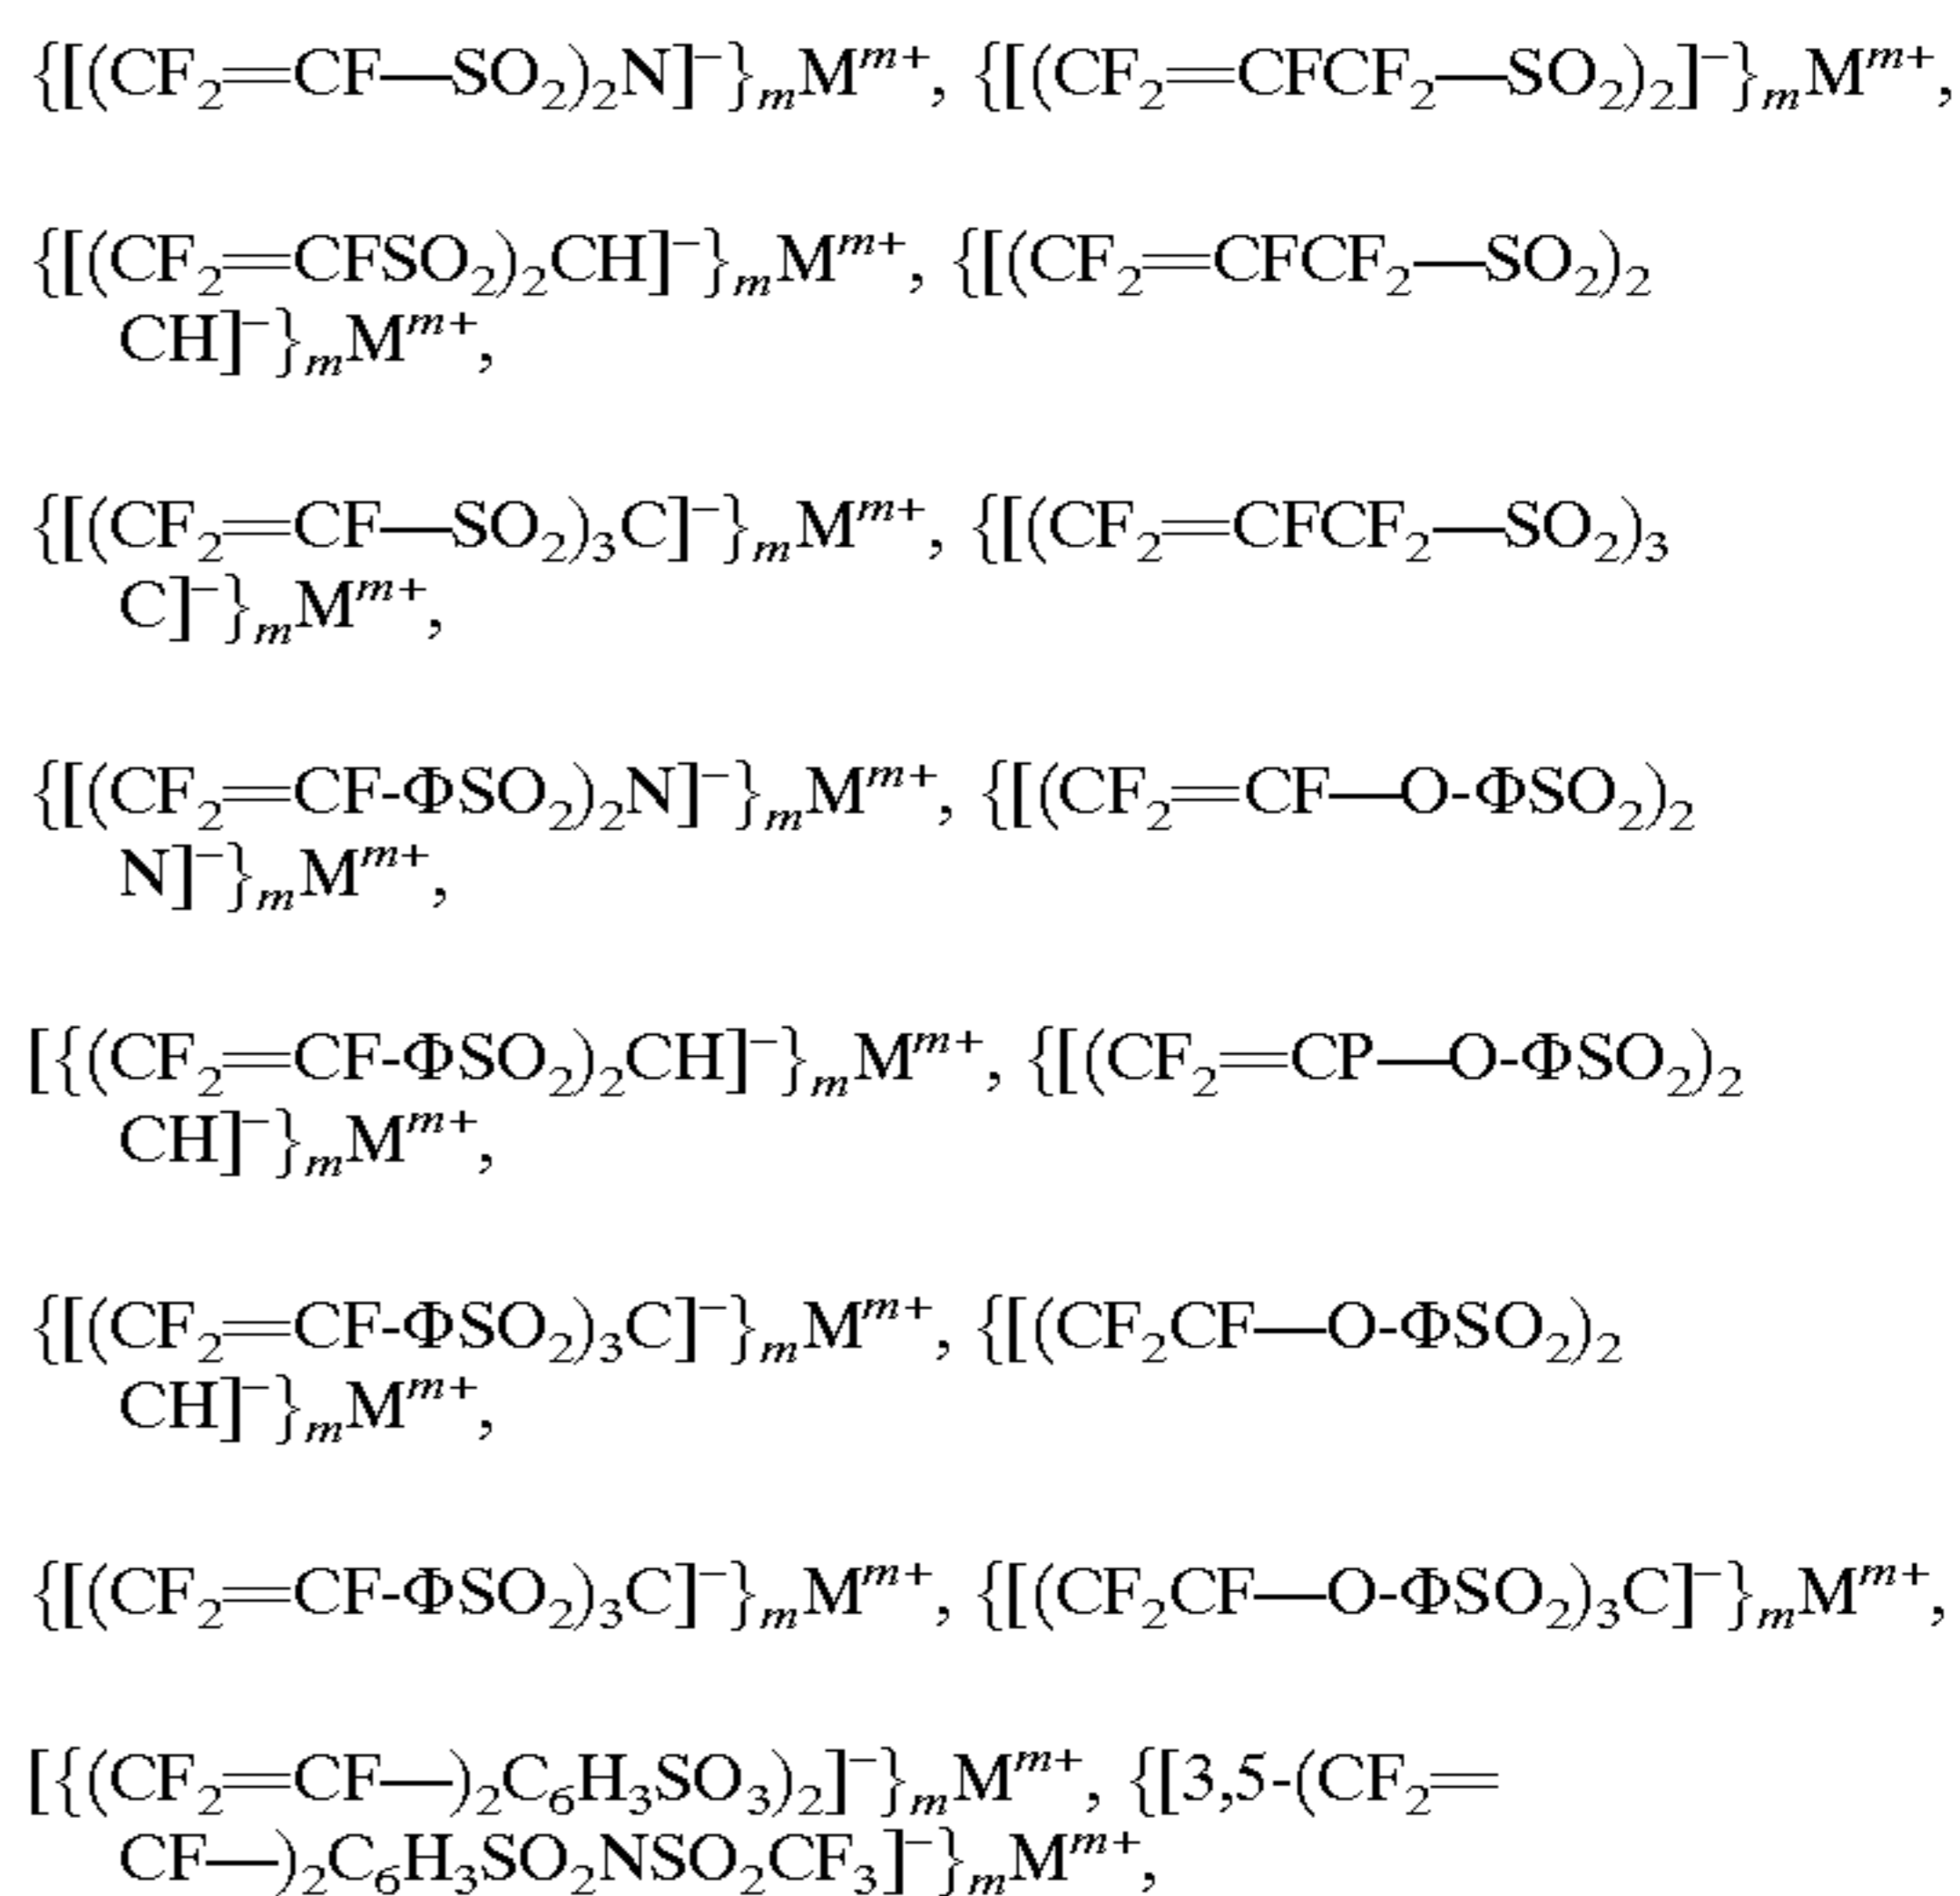 {[(CF₂═CF—SO₂)₂N]⁻}ₘMᵐ⁺, {[(CF₂═CFCF₂—SO₂)₂]⁻}ₘMᵐ⁺,
{[(CF₂═CFSO₂)₂CH]⁻}ₘMᵐ⁺, {[(CF₂═CFCF₂—SO₂)₂
CH]⁻}ₘMᵐ⁺,
{[(CF₂═CF—SO₂)₃C]⁻}ₘMᵐ⁺, {[(CF₂═CFCF₂—SO₂)₃
C]⁻}ₘMᵐ⁺,
{[(CF₂═CF-ΦSO₂)₂N]⁻}ₘMᵐ⁺, {[(CF₂═CF—O-ΦSO₂)₂
N]⁻}ₘMᵐ⁺,
[{(CF₂═CF-ΦSO₂)₂CH]⁻}ₘMᵐ⁺, {[(CF₂═CP—O-ΦSO₂)₂
CH]⁻}ₘMᵐ⁺,
{[(CF₂═CF-ΦSO₂)₃C]⁻}ₘMᵐ⁺, {[(CF₂CF—O-ΦSO₂)₂
CH]⁻}ₘMᵐ⁺,
{[(CF₂═CF-ΦSO₂)₃C]⁻}ₘMᵐ⁺, {[(CF₂CF—O-ΦSO₂)₃C]⁻}ₘMᵐ⁺,
[{(CF₂═CF—)₂C₆H₃SO₃)₂]⁻}ₘMᵐ⁺, {[3,5-(CF₂═
CF—)₂C₆H₃SO₂NSO₂CF₃]⁻}ₘMᵐ⁺,